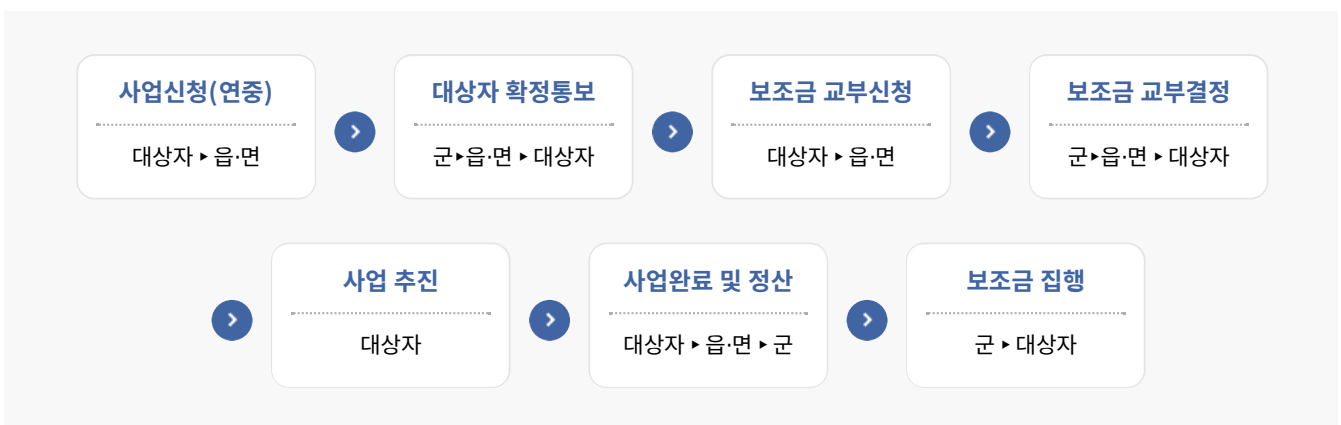 사업신청(연중)
대상자 ▸ 읍·면
대상자 확정통보
군▸읍·면 ▸ 대상자
보조금 교부신청
대상자 ▸ 읍·면
보조금 교부결정
군▸읍·면 ▸ 대상자
사업 추진
대상자
사업완료 및 정산
대상자 ▸ 읍·면 ▸ 군
보조금 집행
군 ▸ 대상자